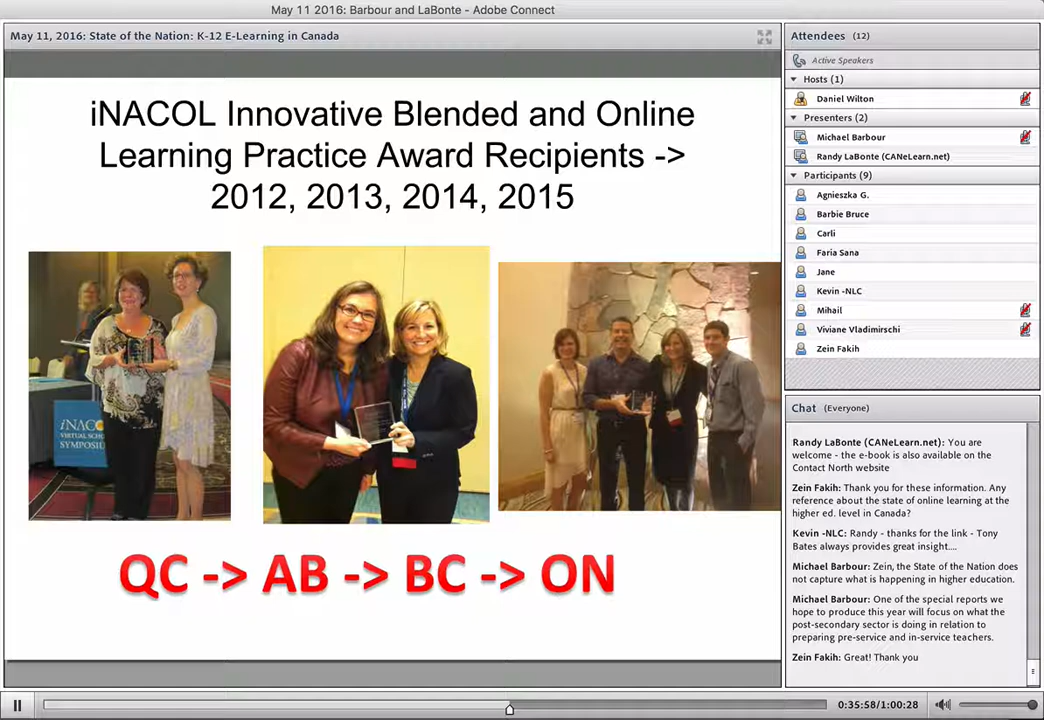 May 11 2016: Barbour and LaBonte - Adobe Connect
May 11, 2016: State of the Nation: K-12 E-Learning in Canada
iNACOL Innovative Blended and Online
Learning Practice Award Recipients ->
2012, 2013, 2014, 2015
iNACO
VIRTUAL SCH
SYMPOSIU
QC -> AB -> BC -> ON
Attendees (12)
Active Speakers
Hosts (1)
Daniel Wilton
Presenters (2)
Michael Barbour
Randy LaBonte (CANeLearn.net)
Participants (9)
Agnieszka G.
Barbie Bruce
Carli
Faria Sana
Jane
Kevin -NLC
Mihail
Viviane Vladimirschi
Zein Fakih
Chat (Everyone)
Randy LaBonte (CANeLearn.net): You are
welcome - the e-book is also available on the
Contact North website
Zein Fakih: Thank you for these information. Any
reference about the state of online learning at the
higher ed. level in Canada?
Kevin -NLC: Randy - thanks for the link - Tony
Bates always provides great insight....
Michael Barbour: Zein, the State of the Nation does
not capture what is happening in higher education.
Michael Barbour: One of the special reports we
hope to produce this year will focus on what the
post-secondary sector is doing in relation to
preparing pre-service and in-service teachers.
Zein Fakih: Great! Thank you
0:35:58/1:00:28